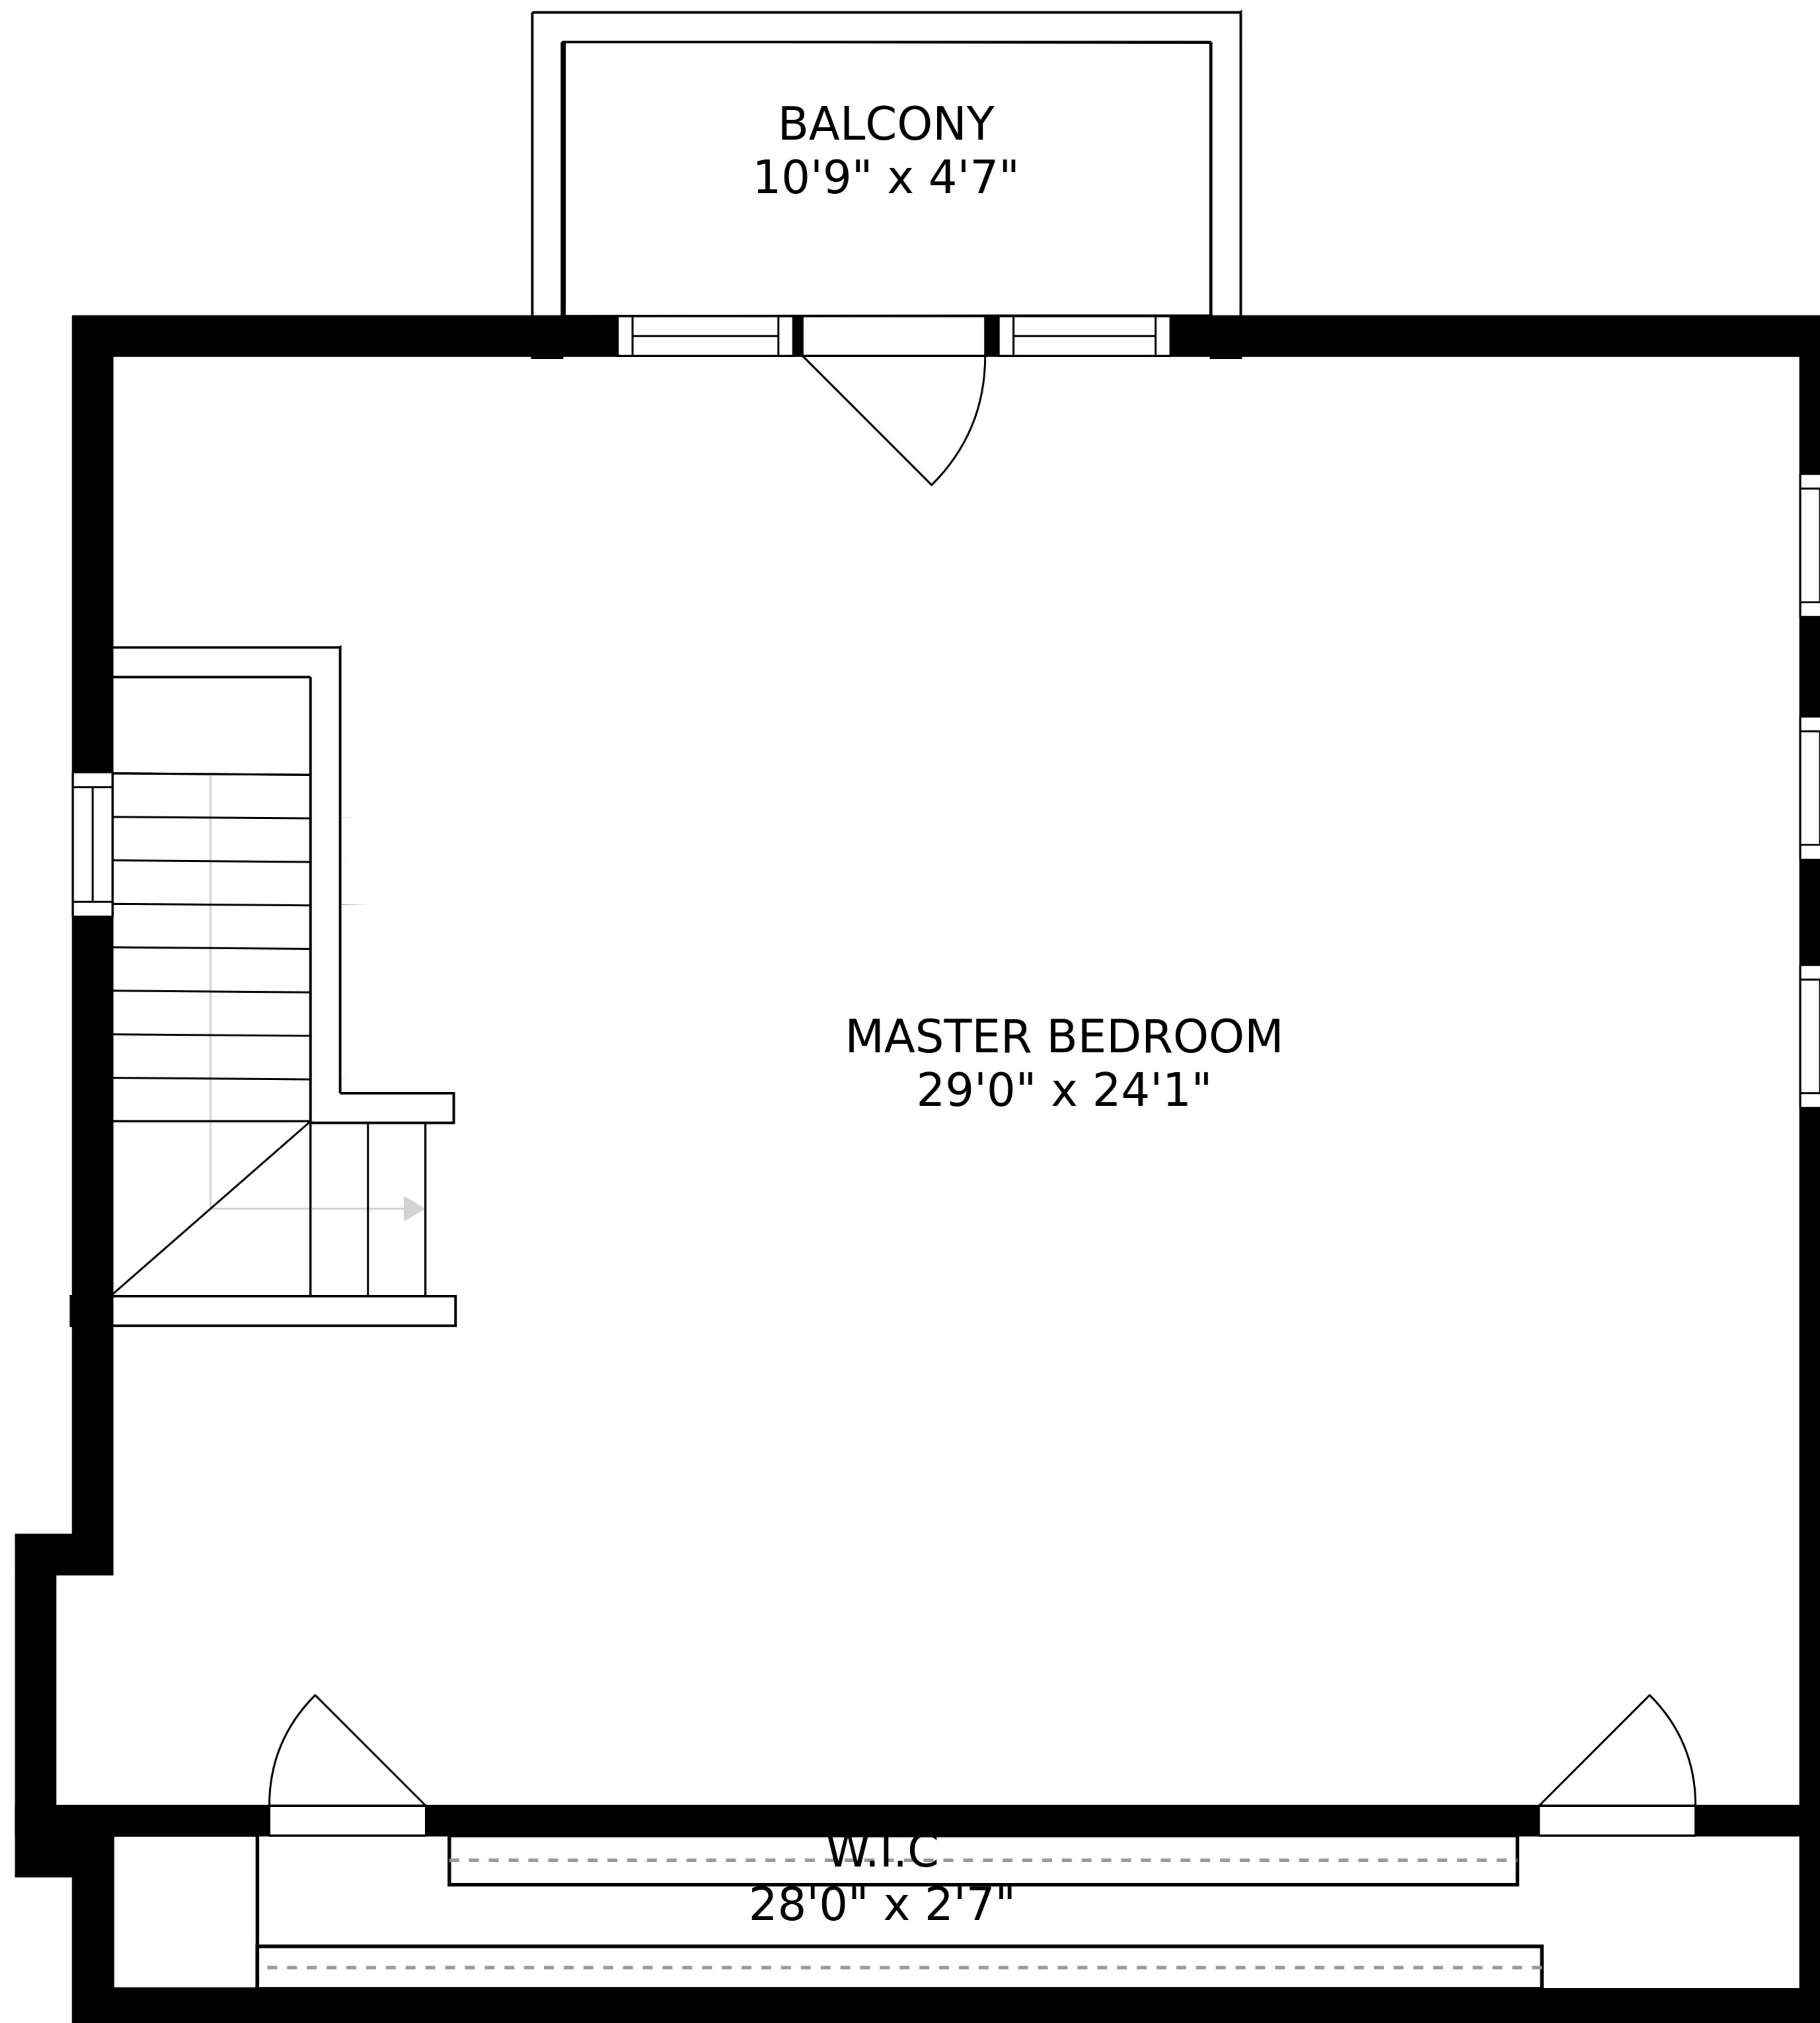 BALCONY
10'9" x 4'7"
MASTER BEDROOM
29'0" x 24'1"
W.I.C
28'0" x 2'7"